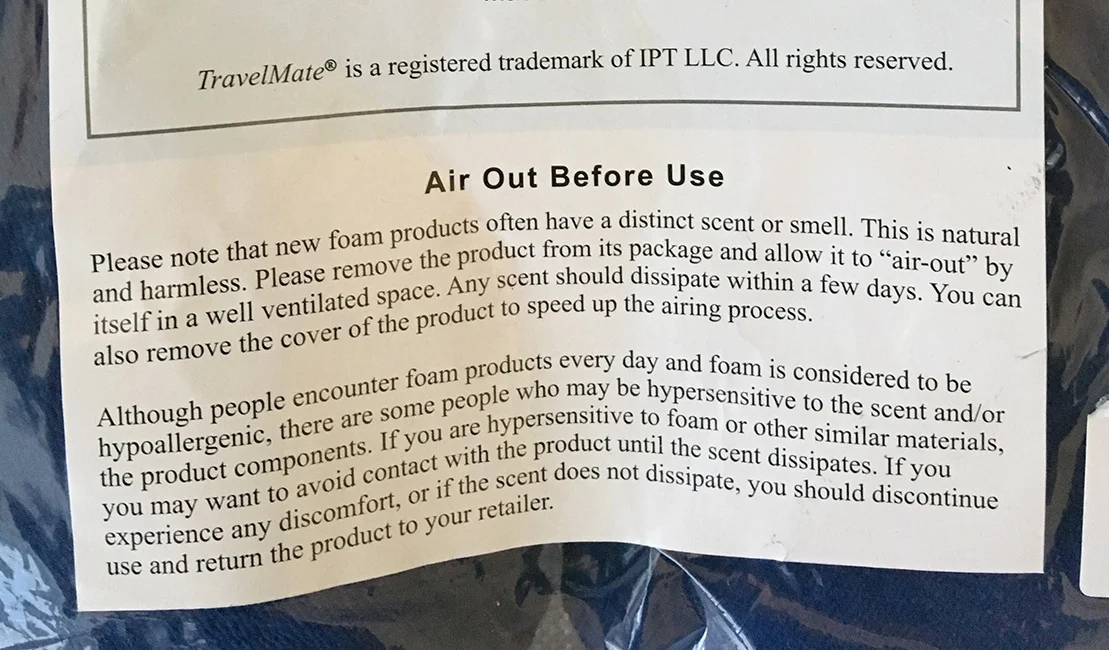 TravelMate® is a registered trademark of IPT LLC. All rights reserved.
Air Out Before Use
Please note that new foam products often have a distinct scent or smell. This is natural
and harmless. Please remove the product from its package and allow it to “air-out” by
itself in a well ventilated space. Any scent should dissipate within a few days. You can
also remove the cover of the product to speed up the airing process.
Although people encounter foam products every day and foam is considered to be
hypoallergenic, there are some people who may be hypersensitive to the scent and/or
the product components. If you are hypersensitive to foam or other similar materials,
you may want to avoid contact with the product until the scent dissipates. If you
experience any discomfort, or if the scent does not dissipate, you should discontinue
use and return the product to your retailer.